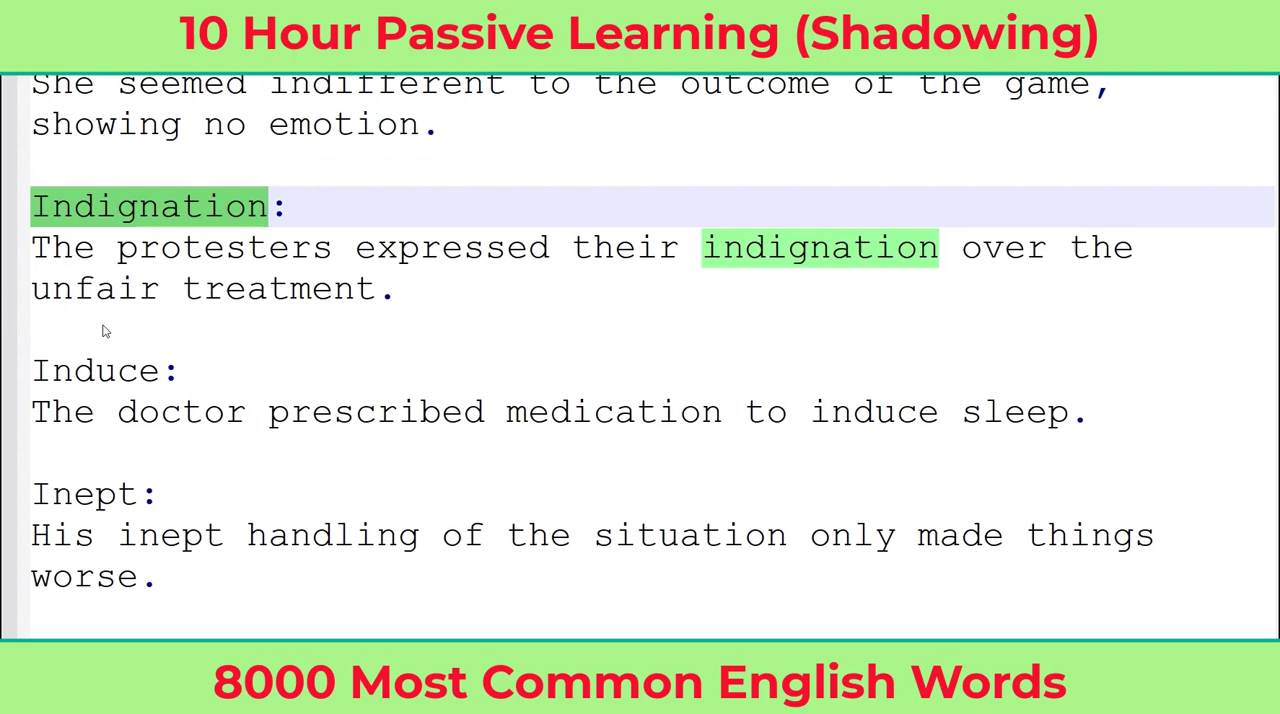 10 Hour Passive Learning (Shadowing)
She seemed indifferent to the outcome of the game,
showing no emotion.
Indignation:
The protesters expressed their indignation over the
unfair treatment.
Induce:
The doctor prescribed medication to induce sleep.
Inept:
His inept handling of the situation only made things
worse.
8000 Most Common English Words